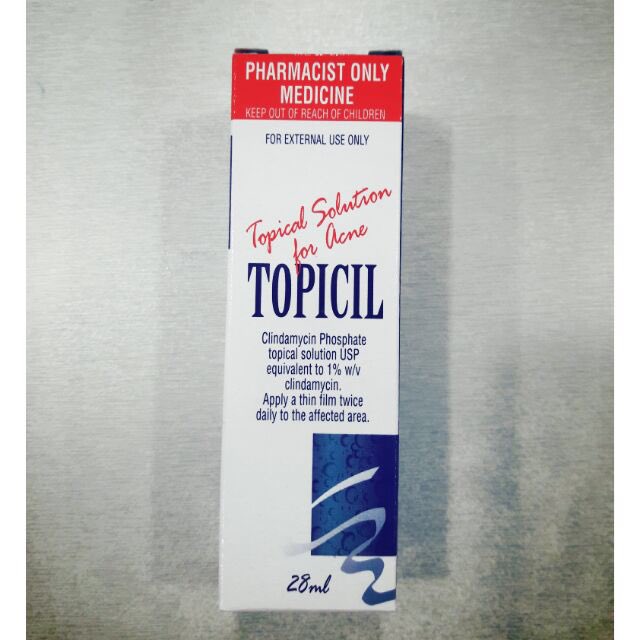 PHARMACIST ONLY
MEDICINE
KEEP OUT OF REACH OF CHILDREN
FOR EXTERNAL USE ONLY
Topical Solution
for Acne
TOPICIL
Clindamycin Phosphate
topical solution USP
equivalent to 1% w/v
clindamycin.
Apply a thin film twice
daily to the affected area.
28ml